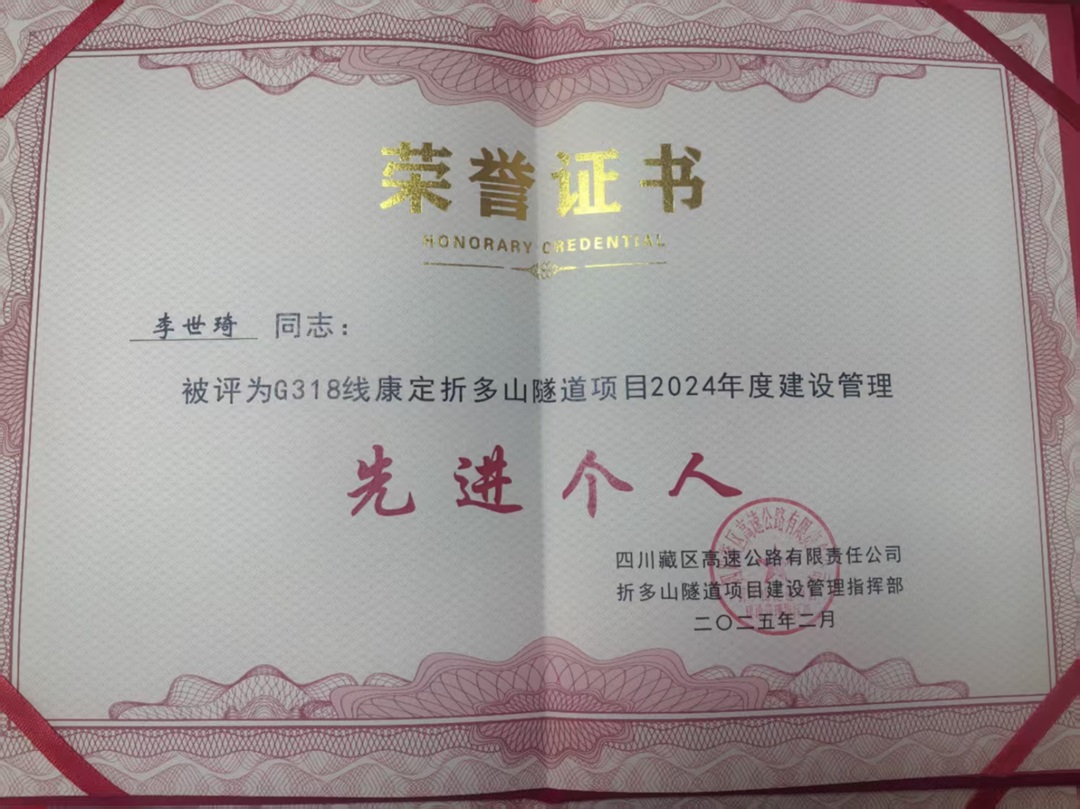 荣誉证书
HONORARY CREDENTIAL
李世琦 同志：
被评为G318线康定折多山隧道项目2024年度建设管理
先进个人
四川藏区高速公路有限责任公司
折多山隧道项目建设管理指挥部
二〇二五年二月